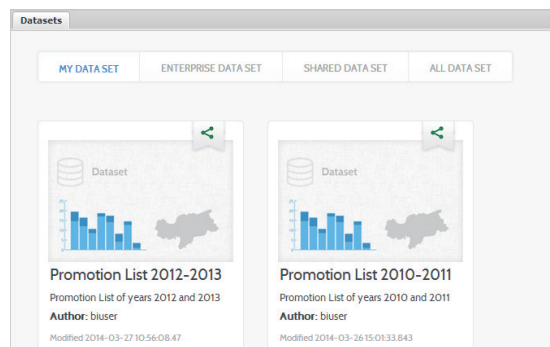 Datasets
MY DATA SET ENTERPRISE DATA SET SHARED DATA SET ALL DATA SET
Dataset Dataset
Promotion List 2012-2013 Promotion List 2010-2011
Promotion List of years 2012 and 2013 Promotion List of years 2010 and 2011
Author: biuser Author: biuser
Modified 2014-03-27 10:56:08.47 Modified 2014-03-26 15:01:33.843